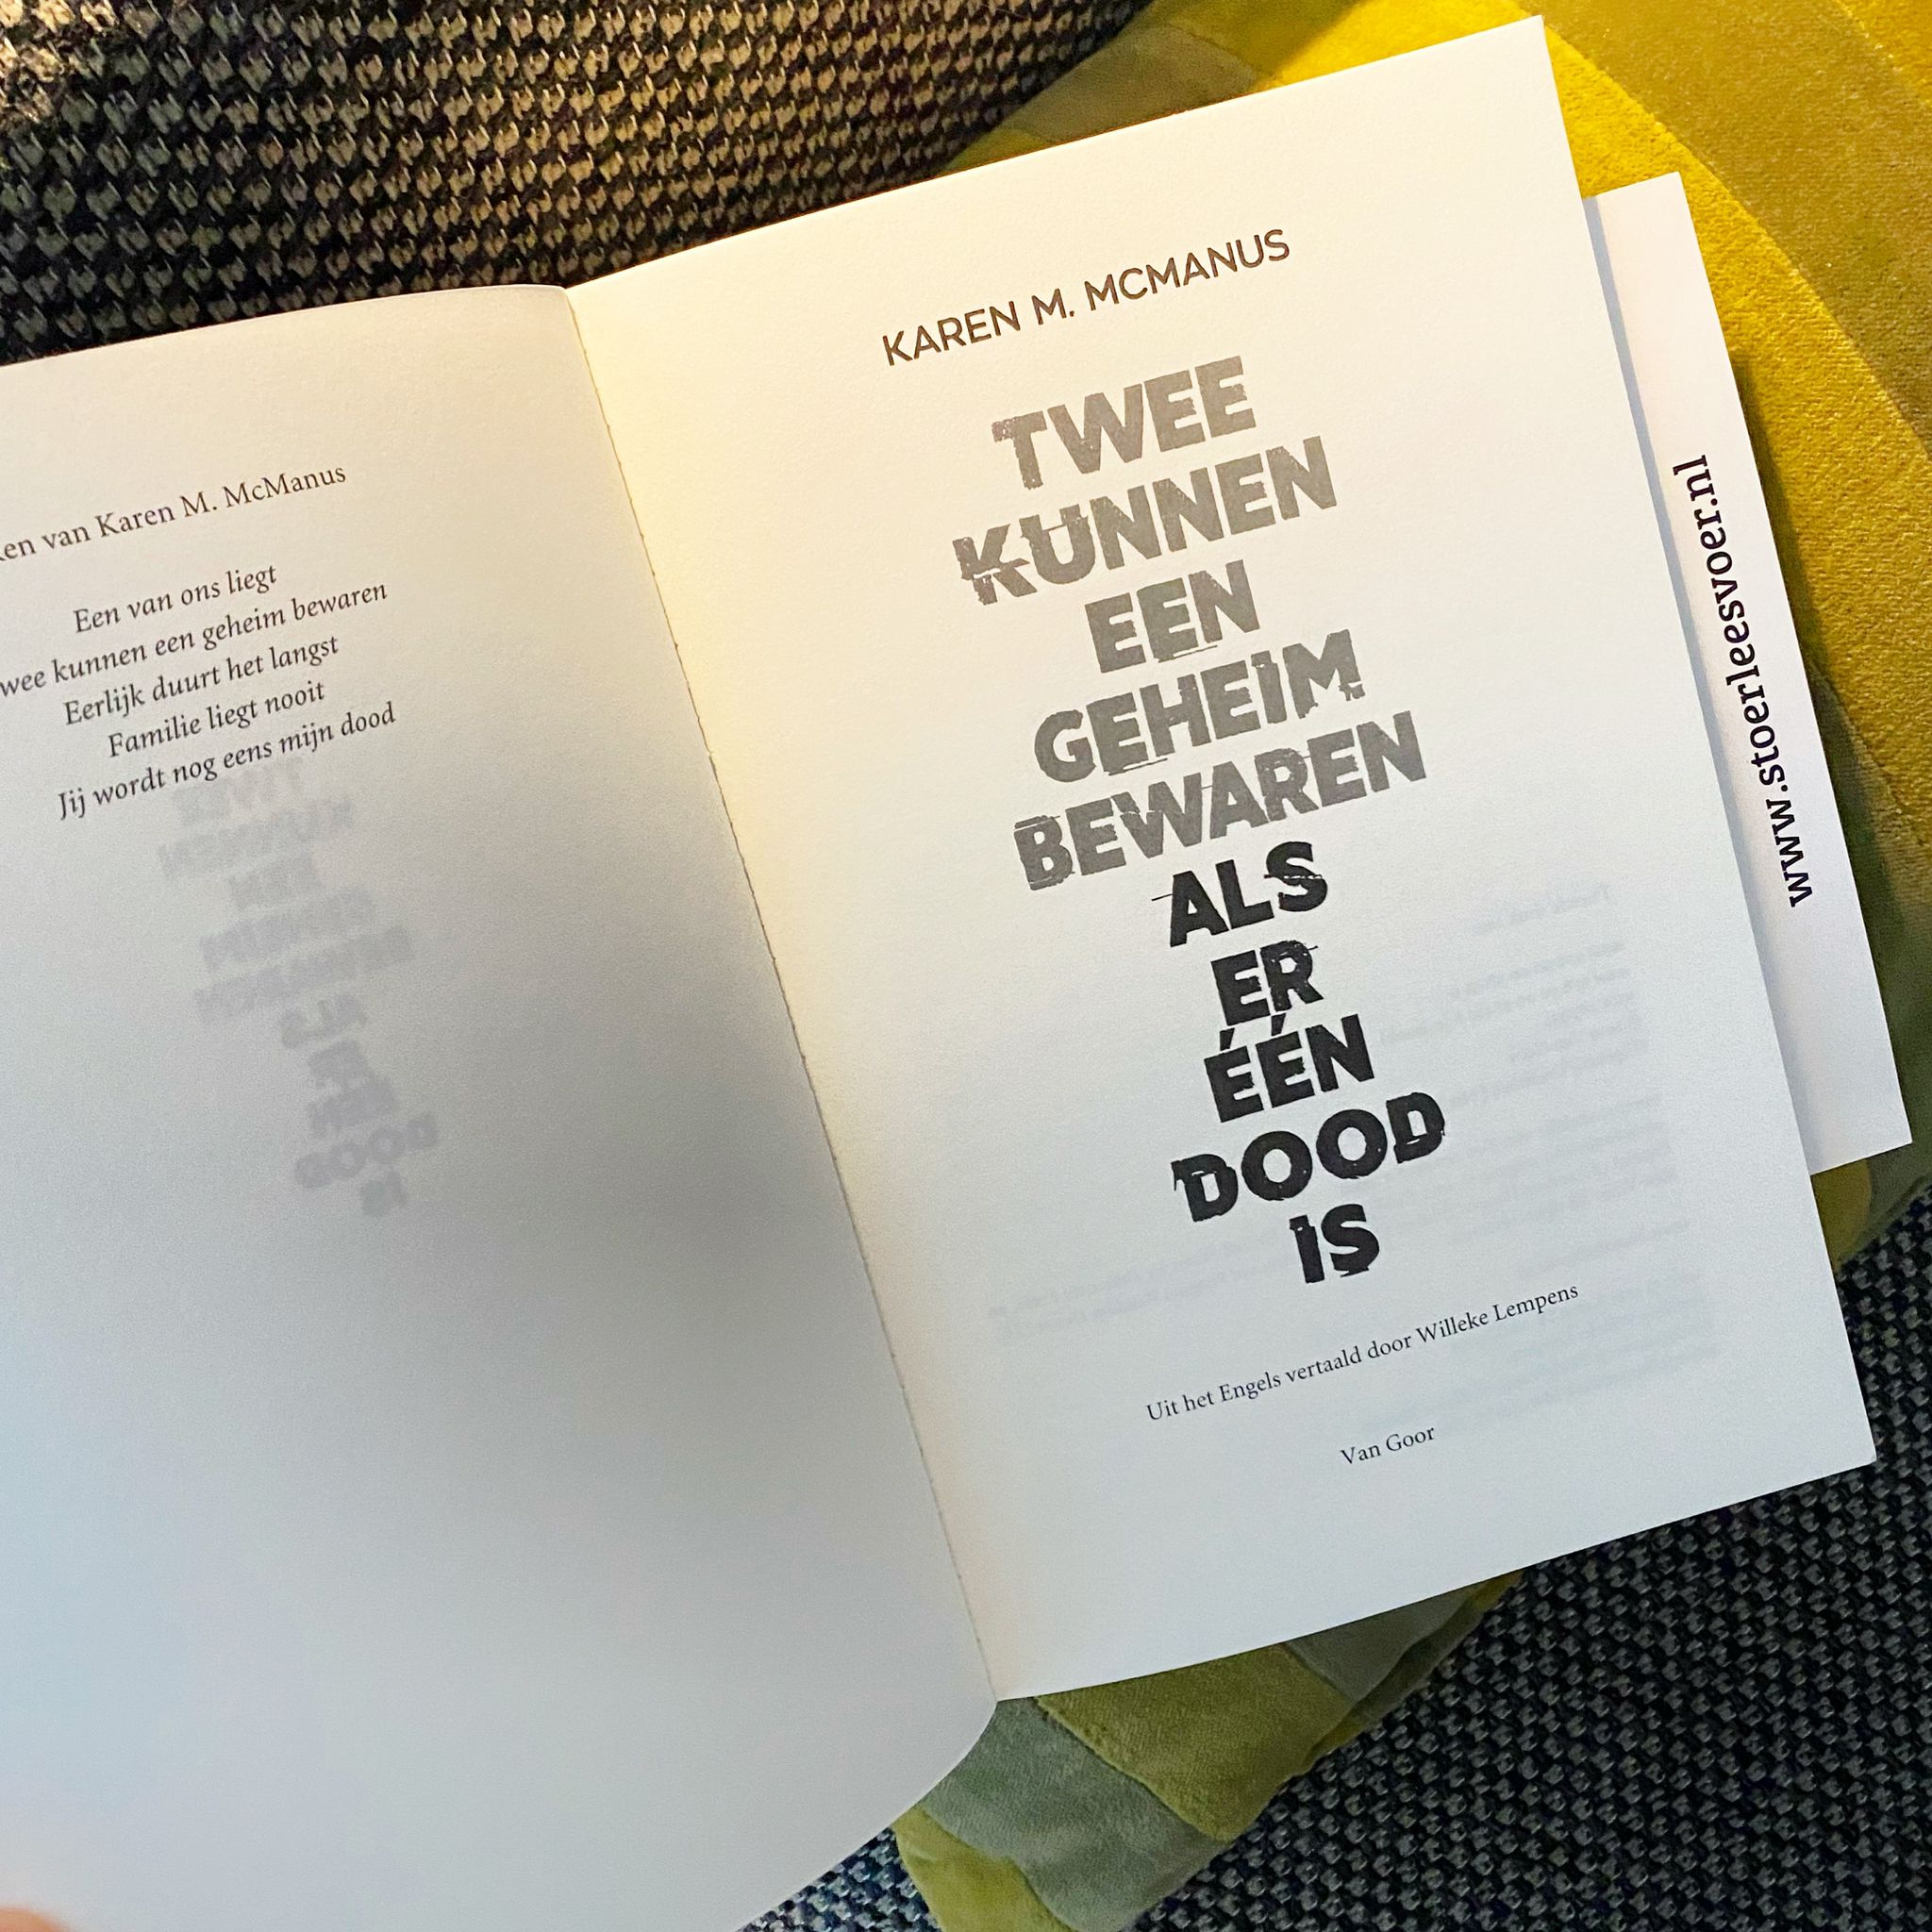 van Karen M. McManus
Een van ons liegt
kunnen een geheim bewaren
Eerlijk duurt het langst
Familie liegt nooit
Jij wordt nog eens mijn dood
KAREN M. MCMANUS
TWEE
KUNNEN
EEN
GEHEIM
BEWAREN
ALS
ER
ÉÉN
DOOD
IS
Uit het Engels vertaald door Willeke Lempens
Van Goor
www.stoerleesvoer.nl